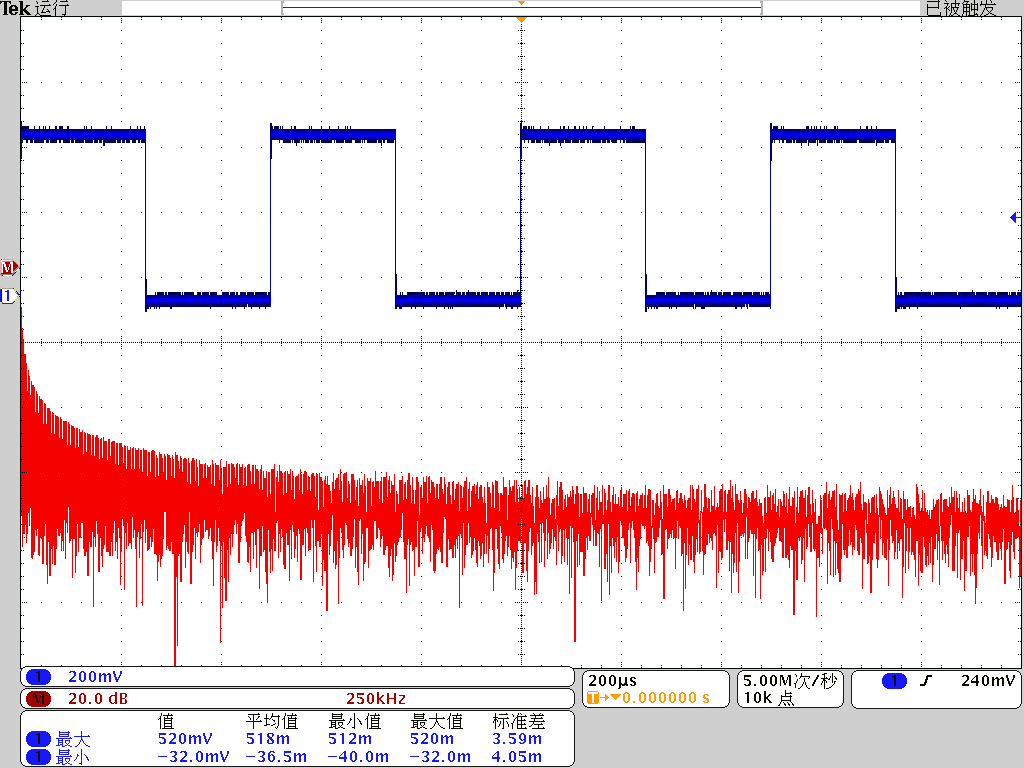 Tek 运行 已被触发
M
1
1 200mV
M 20.0 dB 250kHz
200µs
T→▼0.000000 s
5.00M次/秒
10k 点
1 240mV
值 平均值 最小值 最大值 标准差
1 最大 520mV 518m 512m 520m 3.59m
1 最小 −32.0mV −36.5m −40.0m −32.0m 4.05m